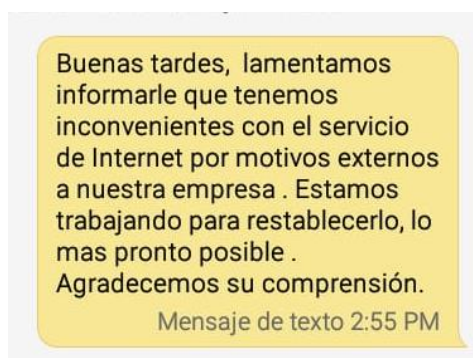 Buenas tardes,  lamentamos
informarle que tenemos
inconvenientes con el servicio
de Internet por motivos externos
a nuestra empresa . Estamos
trabajando para restablecerlo, lo
mas pronto posible .
Agradecemos su comprensión.
Mensaje de texto 2:55 PM